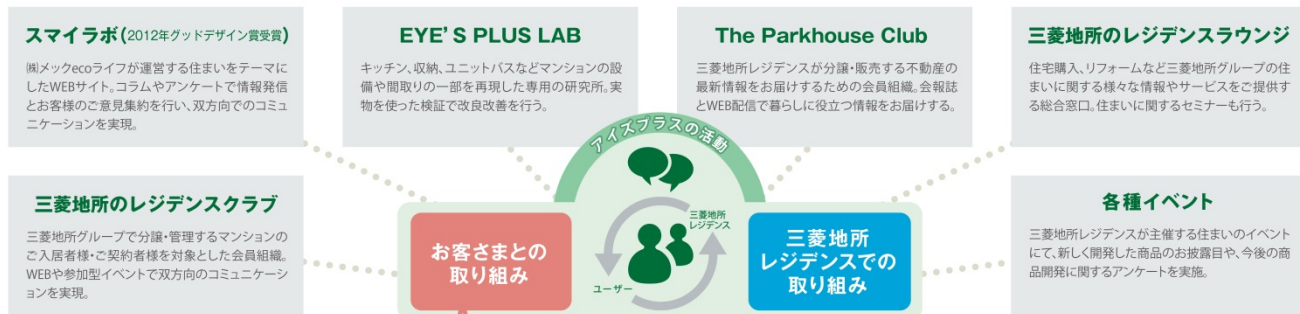 スマイラボ(2012年グッドデザイン賞受賞)
㈱メックecoライフが運営する住まいをテーマに
したWEBサイト。コラムやアンケートで情報発信
とお客様のご意見集約を行い、双方向でのコミュ
ニケーションを実現。
EYE'S PLUS LAB
キッチン、収納、ユニットバスなどマンションの設
備や間取りの一部を再現した専用の研究所。実
物を使った検証で改良改善を行う。
The Parkhouse Club
三菱地所レジデンスが分譲・販売する不動産の
最新情報をお届けするための会員組織。会報誌
とWEB配信で暮らしに役立つ情報をお届けする。
三菱地所のレジデンスラウンジ
住宅購入、リフォームなど三菱地所グループの住
まいに関する様々な情報やサービスをご提供す
る総合窓口。住まいに関するセミナーも行う。
三菱地所のレジデンスクラブ
三菱地所グループで分譲・管理するマンションの
ご入居者様・ご契約者様を対象とした会員組織。
WEBや参加型イベントで双方向のコミュニケーシ
ョンを実現。
アイズプラスの活動
お客さまとの
取り組み
三菱地所
レジデンス
ユーザー
三菱地所
レジデンスでの
取り組み
各種イベント
三菱地所レジデンスが主催する住まいのイベント
にて、新しく開発した商品のお披露目や、今後の商
品開発に関するアンケートを実施。